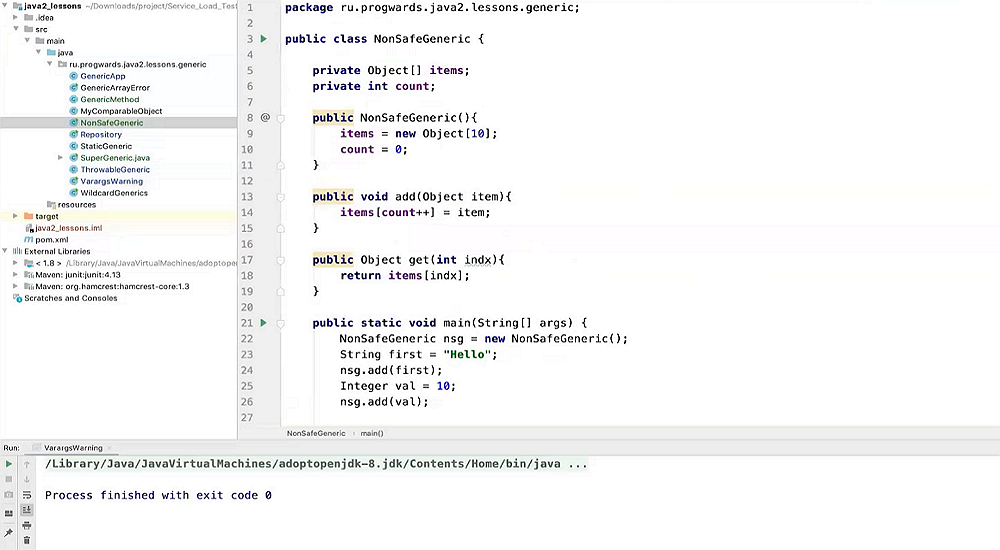 java2_lessons ~/Downloads/project/Service_Load_Test
.idea
src
main
java
ru.progwards.java2.lessons.generic
GenericApp
GenericArrayError
GenericMethod
MyComparableObject
NonSafeGeneric
Repository
StaticGeneric
SuperGeneric.java
ThrowableGeneric
VarargsWarning
WildcardGenerics
resources
target
java2_lessons.iml
pom.xml
External Libraries
< 1.8 > /Library/Java/JavaVirtualMachines/adoptopen
Maven: junit:junit:4.13
Maven: org.hamcrest:hamcrest-core:1.3
Scratches and Consoles
1 package ru.progwards.java2.lessons.generic;
2
3 public class NonSafeGeneric {
4
5 private Object[] items;
6 private int count;
7
8 @ public NonSafeGeneric(){
9 items = new Object[10];
10 count = 0;
11 }
12
13 public void add(Object item){
14 items[count++] = item;
15 }
16
17 public Object get(int indx){
18 return items[indx];
19 }
20
21 public static void main(String[] args) {
22 NonSafeGeneric nsg = new NonSafeGeneric();
23 String first = "Hello";
24 nsg.add(first);
25 Integer val = 10;
26 nsg.add(val);
27
NonSafeGeneric › main()
Run: VarargsWarning ×
/Library/Java/JavaVirtualMachines/adoptopenjdk-8.jdk/Contents/Home/bin/java ...
Process finished with exit code 0